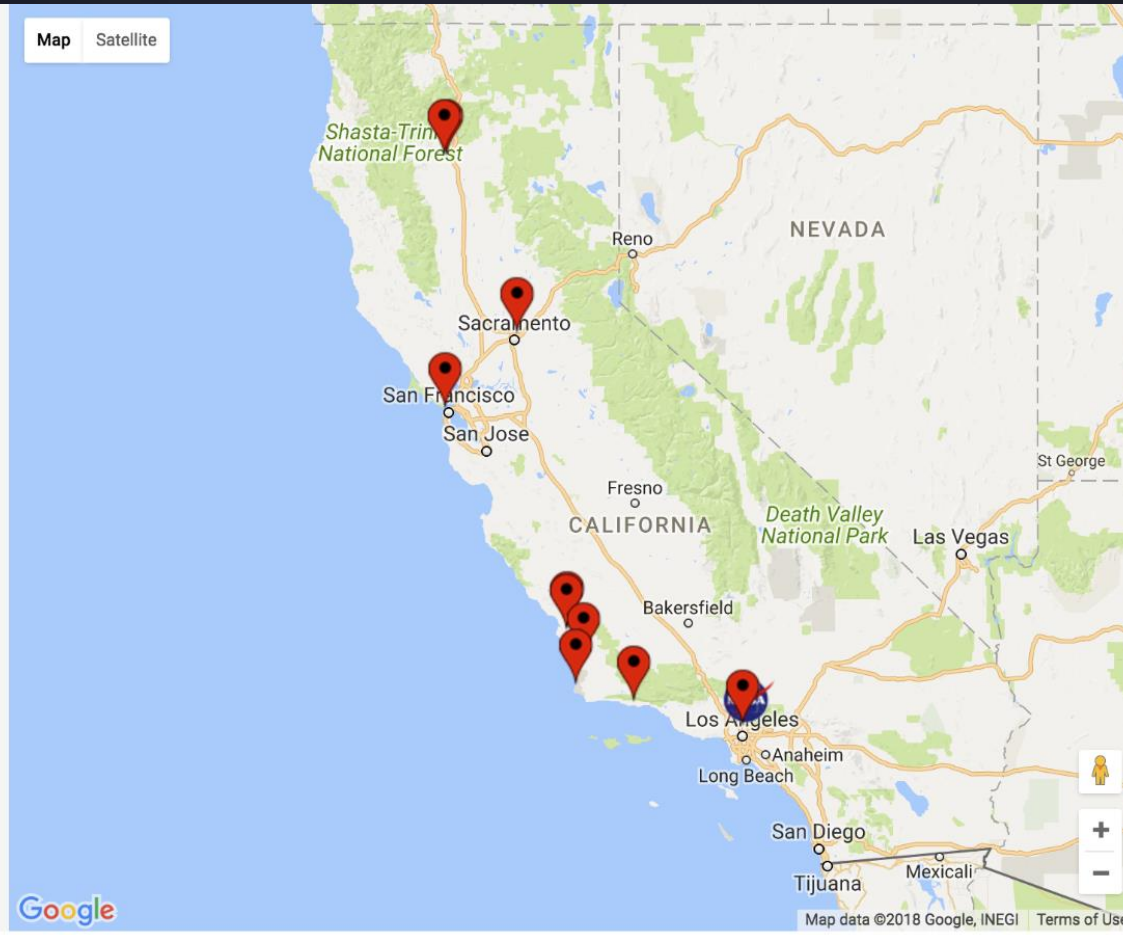 Map Satellite
Shasta-Trin
National Forest
Reno
NEVADA
Sacramento
San Francisco
San Jose
St George
Fresno
CALIFORNIA
Death Valley
National Park
Las Vegas
Bakersfield
Los Angeles
Anaheim
Long Beach
San Diego
Mexicali
Tijuana
Google
Map data ©2018 Google, INEGI Terms of Use